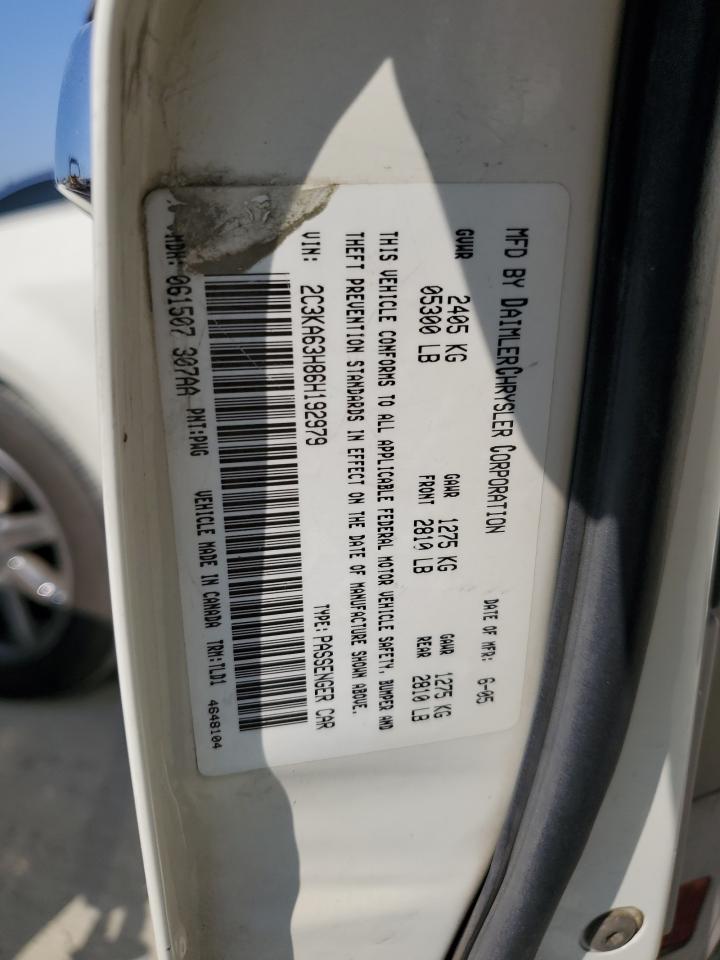 MFD BY DAIMLERCHRYSLER CORPORATION
DATE OF MFR: 6-05
GVWR 2405 KG 05300 LB
GAWR FRONT 1275 KG 2810 LB
GAWR REAR 1275 KG 2810 LB
THIS VEHICLE CONFORMS TO ALL APPLICABLE FEDERAL MOTOR VEHICLE SAFETY, BUMPER AND
THEFT PREVENTION STANDARDS IN EFFECT ON THE DATE OF MANUFACTURE SHOWN ABOVE.
VIN: 2C3KA63H86H192979 TYPE: PASSENGER CAR
MDH: 061507 307AA PNT:PWG VEHICLE MADE IN CANADA TRM:TLD1
4648104